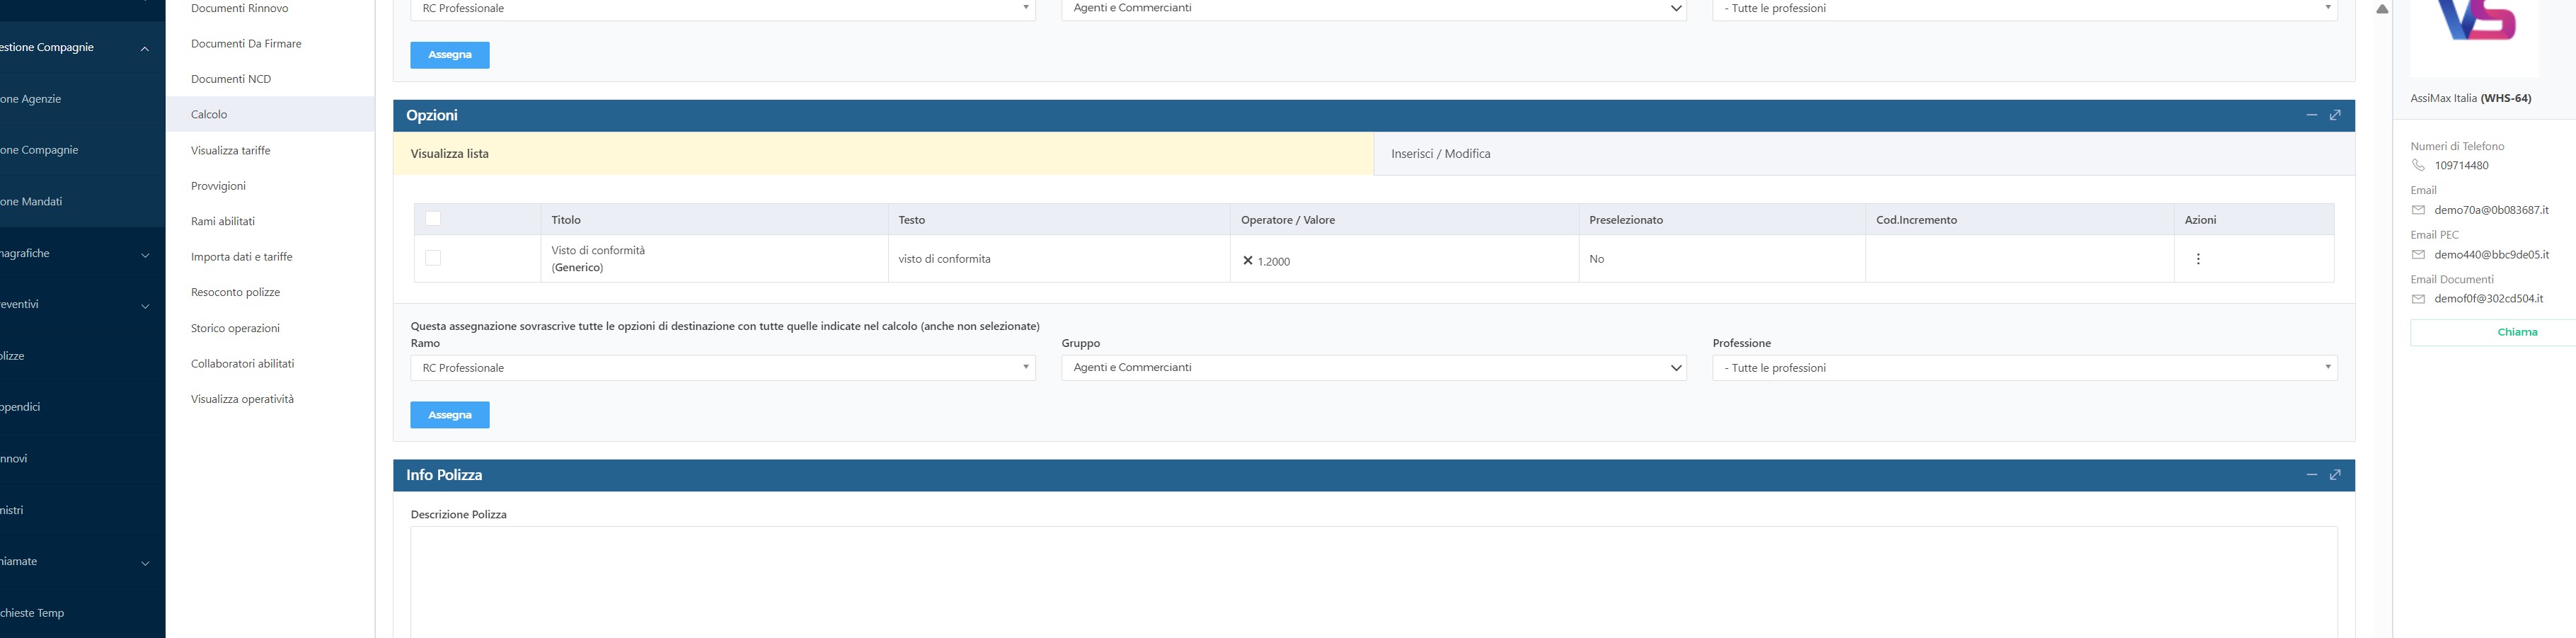 estione Compagnie
one Agenzie
one Compagnie
one Mandati
nagrafiche
reventivi
olizze
ppendici
nnovi
nistri
hiamate
chieste Temp
Documenti Rinnovo
Documenti Da Firmare
Documenti NCD
Calcolo
Visualizza tariffe
Provvigioni
Rami abilitati
Importa dati e tariffe
Resoconto polizze
Storico operazioni
Collaboratori abilitati
Visualizza operatività
RC Professionale Agenti e Commercianti - Tutte le professioni
Assegna
Opzioni
Visualizza lista Inserisci / Modifica
Titolo Testo Operatore / Valore Preselezionato Cod.Incremento Azioni
Visto di conformità
(Generico) visto di conformita ✕ 1.2000 No
Questa assegnazione sovrascrive tutte le opzioni di destinazione con tutte quelle indicate nel calcolo (anche non selezionate)
Ramo Gruppo Professione
RC Professionale Agenti e Commercianti - Tutte le professioni
Assegna
Info Polizza
Descrizione Polizza
VS
AssiMax Italia (WHS-64)
Numeri di Telefono
109714480
Email
demo70a@0b083687.it
Email PEC
demo440@bbc9de05.it
Email Documenti
demof0f@302cd504.it
Chiama